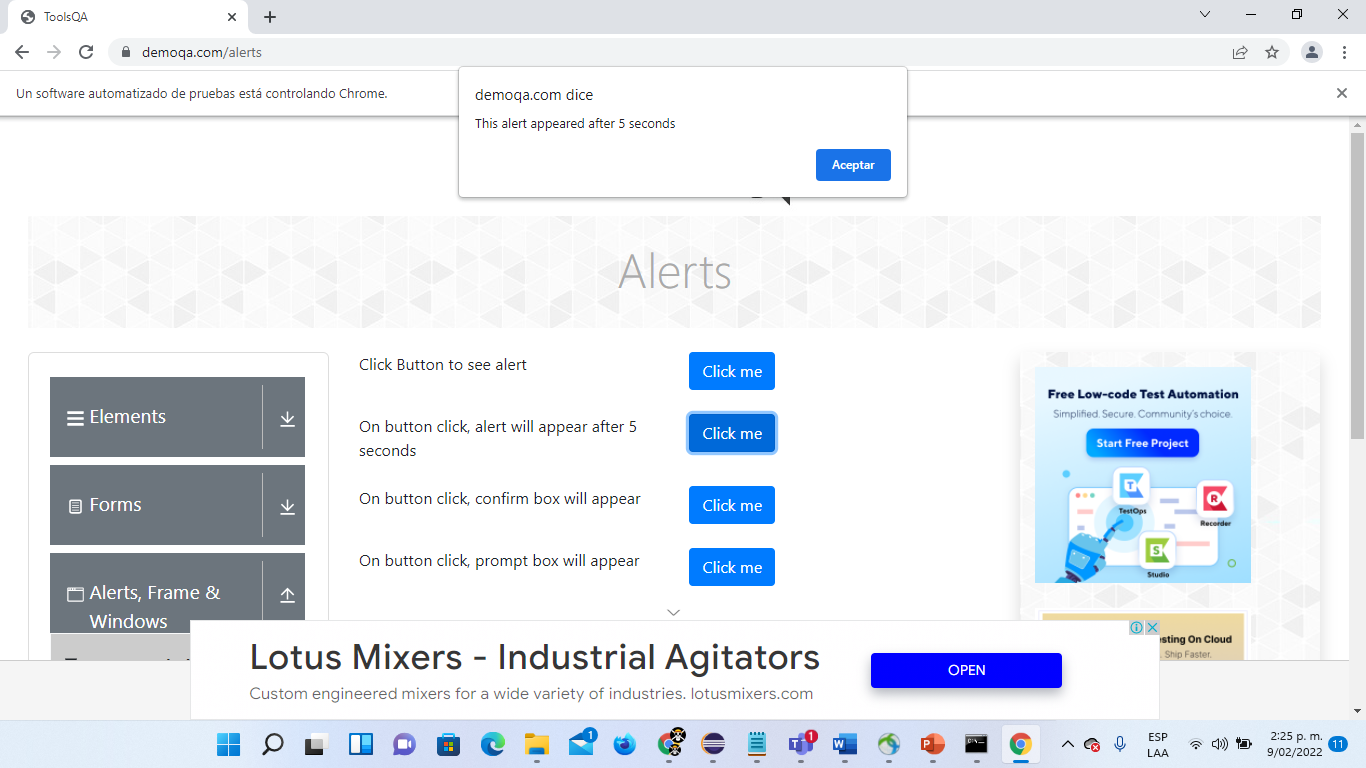 ToolsQA
demoqa.com/alerts
Un software automatizado de pruebas está controlando Chrome.
demoqa.com dice
This alert appeared after 5 seconds
Aceptar
Alerts
Elements
Forms
Alerts, Frame &
Windows
Click Button to see alert
Click me
On button click, alert will appear after 5
seconds
Click me
On button click, confirm box will appear
Click me
On button click, prompt box will appear
Click me
Free Low-code Test Automation
Simplified. Secure. Community's choice.
Start Free Project
TestOps
Recorder
Studio
esting On Cloud
. Ship Faster.
Lotus Mixers - Industrial Agitators
Custom engineered mixers for a wide variety of industries. lotusmixers.com
OPEN
1
1
ESP
LAA
2:25 p. m.
9/02/2022
11